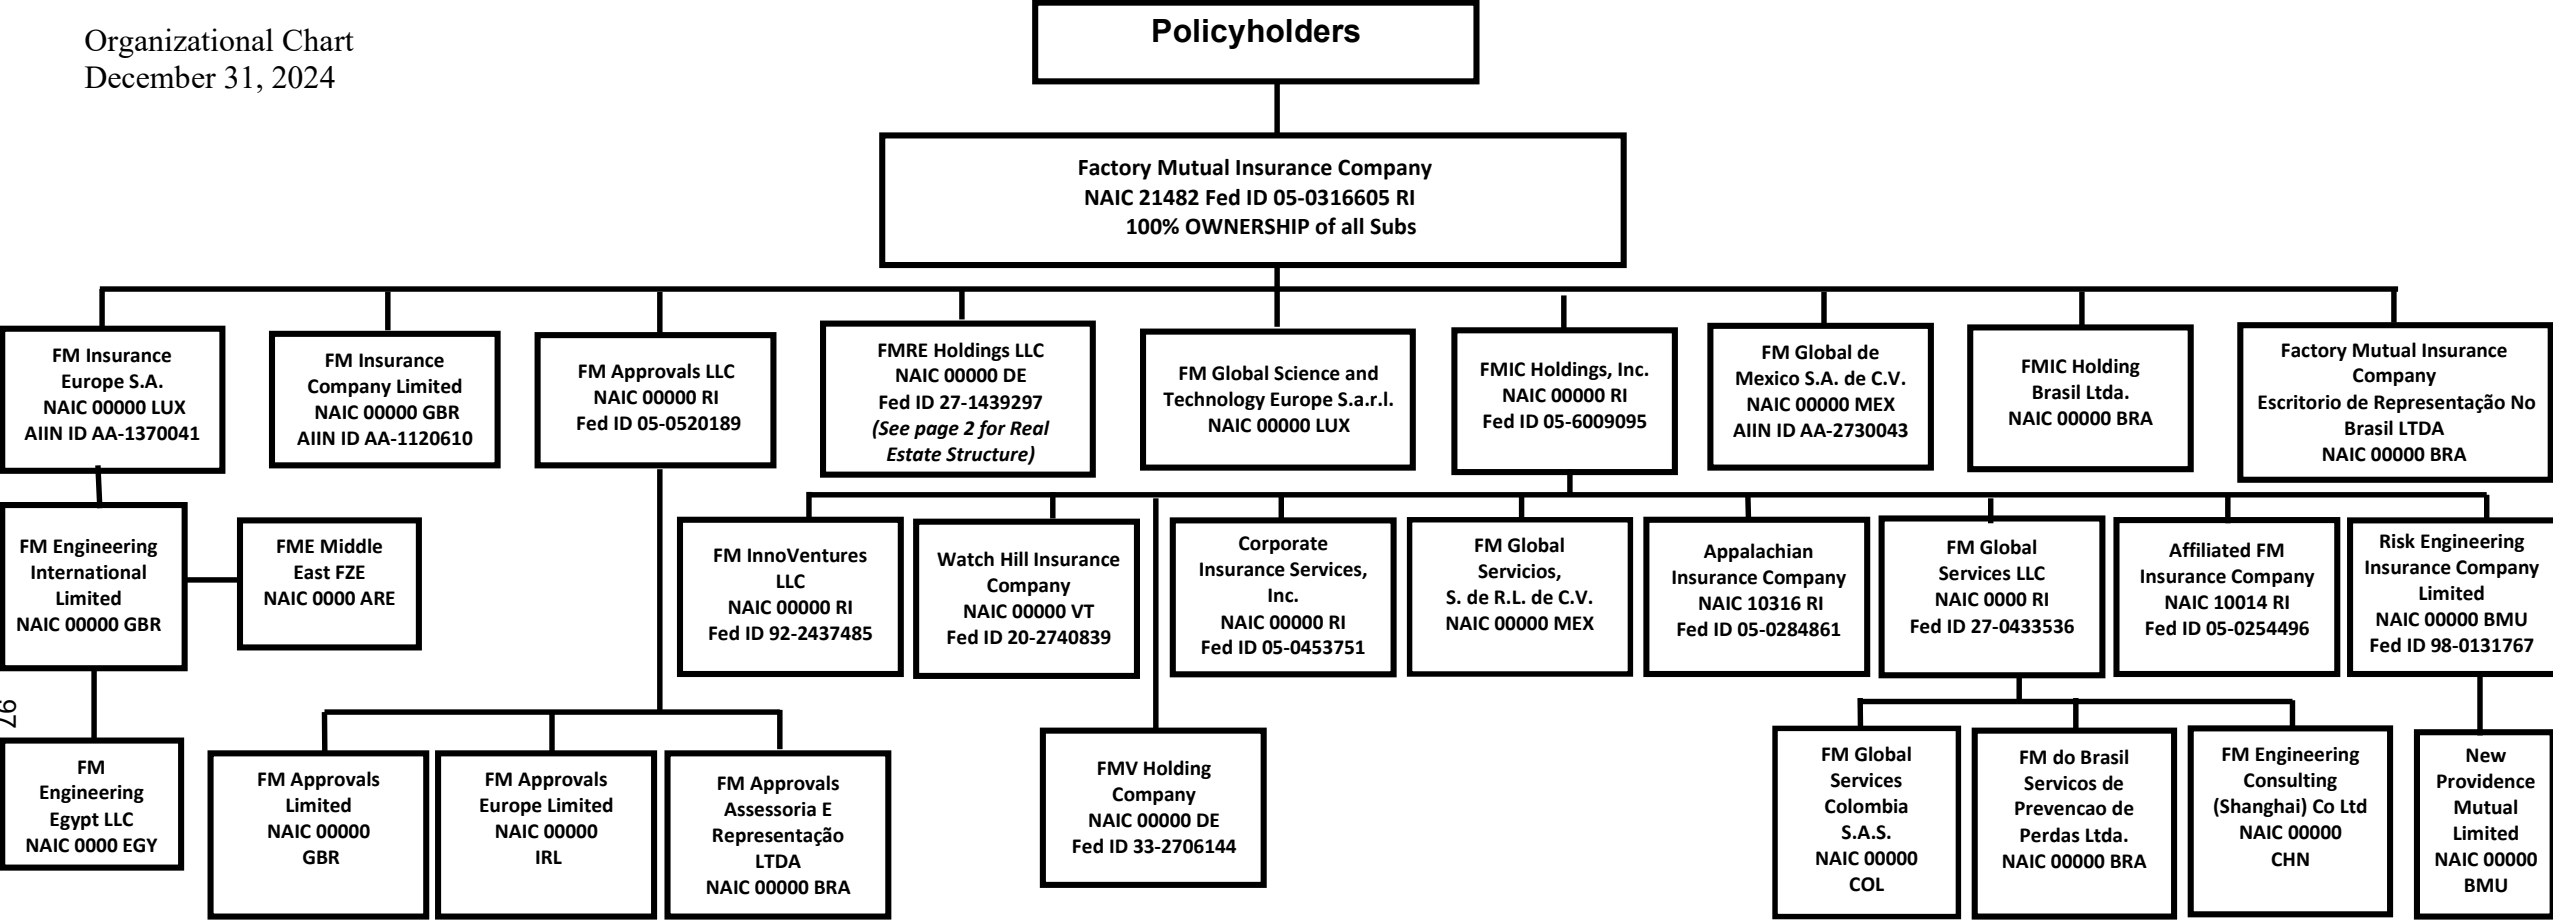 Organizational Chart
December 31, 2024
Policyholders
Factory Mutual Insurance Company
NAIC 21482 Fed ID 05-0316605 RI
100% OWNERSHIP of all Subs
FM Insurance
Europe S.A.
NAIC 00000 LUX
AIIN ID AA-1370041
FM Insurance
Company Limited
NAIC 00000 GBR
AIIN ID AA-1120610
FM Approvals LLC
NAIC 00000 RI
Fed ID 05-0520189
FMRE Holdings LLC
NAIC 00000 DE
Fed ID 27-1439297
(See page 2 for Real
Estate Structure)
FM Global Science and
Technology Europe S.a.r.l.
NAIC 00000 LUX
FMIC Holdings, Inc.
NAIC 00000 RI
Fed ID 05-6009095
FM Global de
Mexico S.A. de C.V.
NAIC 00000 MEX
AIIN ID AA-2730043
FMIC Holding
Brasil Ltda.
NAIC 00000 BRA
Factory Mutual Insurance
Company
Escritorio de Representação No
Brasil LTDA
NAIC 00000 BRA
FM Engineering
International
Limited
NAIC 00000 GBR
FME Middle
East FZE
NAIC 0000 ARE
FM InnoVentures
LLC
NAIC 00000 RI
Fed ID 92-2437485
Watch Hill Insurance
Company
NAIC 00000 VT
Fed ID 20-2740839
Corporate
Insurance Services,
Inc.
NAIC 00000 RI
Fed ID 05-0453751
FM Global
Servicios,
S. de R.L. de C.V.
NAIC 00000 MEX
Appalachian
Insurance Company
NAIC 10316 RI
Fed ID 05-0284861
FM Global
Services LLC
NAIC 0000 RI
Fed ID 27-0433536
Affiliated FM
Insurance Company
NAIC 10014 RI
Fed ID 05-0254496
Risk Engineering
Insurance Company
Limited
NAIC 00000 BMU
Fed ID 98-0131767
97
FM
Engineering
Egypt LLC
NAIC 0000 EGY
FM Approvals
Limited
NAIC 00000
GBR
FM Approvals
Europe Limited
NAIC 00000
IRL
FM Approvals
Assessoria E
Representação
LTDA
NAIC 00000 BRA
FMV Holding
Company
NAIC 00000 DE
Fed ID 33-2706144
FM Global
Services
Colombia
S.A.S.
NAIC 00000
COL
FM do Brasil
Servicos de
Prevencao de
Perdas Ltda.
NAIC 00000 BRA
FM Engineering
Consulting
(Shanghai) Co Ltd
NAIC 00000
CHN
New
Providence
Mutual
Limited
NAIC 00000
BMU